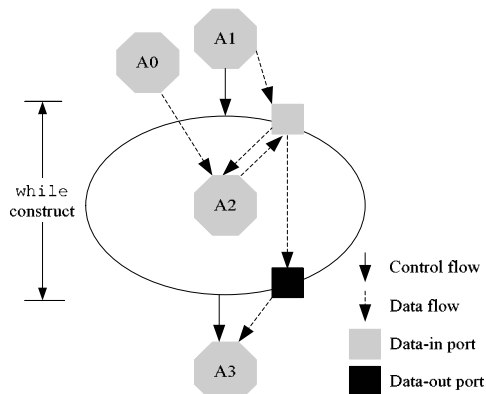 A1
A0
A2
while
construct
Control flow
Data flow
Data-in port
A3
Data-out port